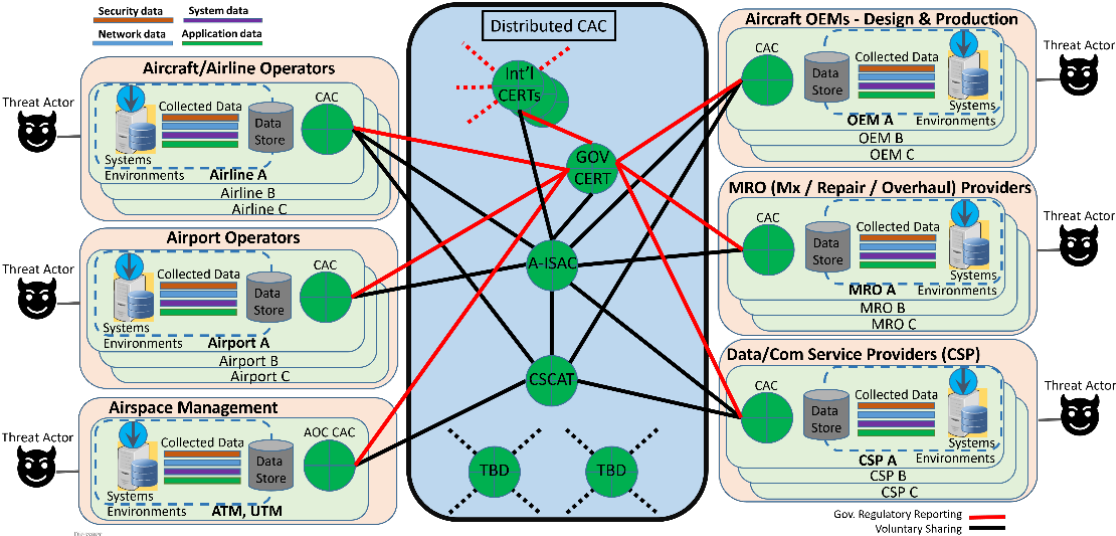 Security data
System data
Network data
Application data
Aircraft/Airline Operators
Threat Actor
Collected Data
CAC
Data
Store
Systems
Environments
Airline A
Airline B
Airline C
Airport Operators
Threat Actor
Collected Data
CAC
Data
Store
Systems
Environments
Airport A
Airport B
Airport C
Airspace Management
Threat Actor
Collected Data
AOC CAC
Data
Store
Systems
Environments
ATM, UTM
Distributed CAC
Int'l
CERTs
GOV
CERT
A-ISAC
CSCAT
TBD
TBD
Aircraft OEMs - Design & Production
CAC
Data
Store
Collected Data
Threat Actor
Systems
Environments
OEM A
OEM B
OEM C
MRO (Mx / Repair / Overhaul) Providers
CAC
Data
Store
Collected Data
Threat Actor
Systems
Environments
MRO A
MRO B
MRO C
Data/Com Service Providers (CSP)
CAC
Data
Store
Collected Data
Threat Actor
Systems
Environments
CSP A
CSP B
CSP C
Gov. Regulatory Reporting
Voluntary Sharing